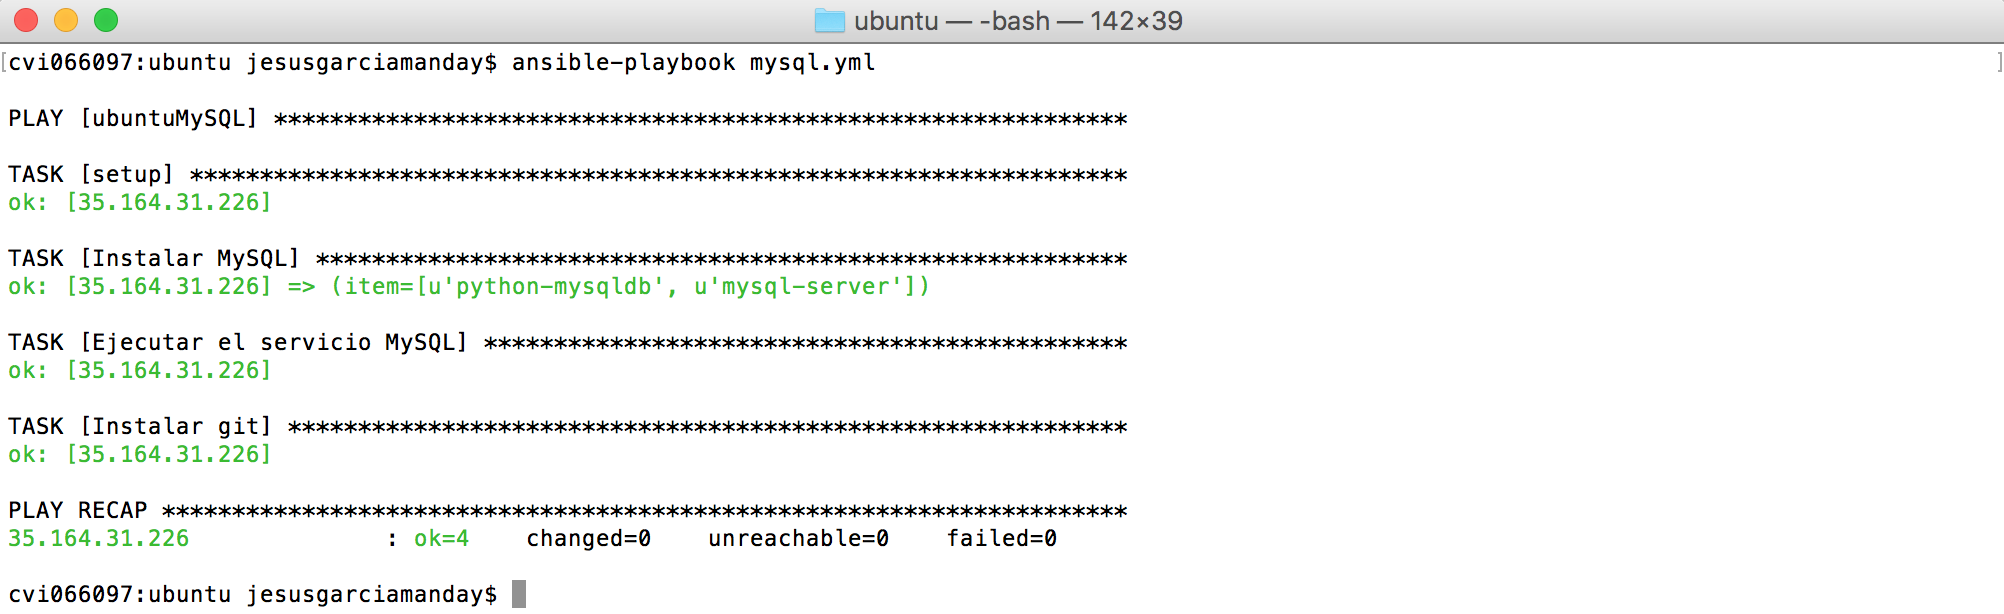 ubuntu — -bash — 142×39
[cvi066097:ubuntu jesusgarciamanday$ ansible-playbook mysql.yml ]
PLAY [ubuntuMySQL] *************************************************************
TASK [setup] *******************************************************************
ok: [35.164.31.226]
TASK [Instalar MySQL] **********************************************************
ok: [35.164.31.226] => (item=[u'python-mysqldb', u'mysql-server'])
TASK [Ejecutar el servicio MySQL] **********************************************
ok: [35.164.31.226]
TASK [Instalar git] ************************************************************
ok: [35.164.31.226]
PLAY RECAP *********************************************************************
35.164.31.226              : ok=4    changed=0    unreachable=0    failed=0
cvi066097:ubuntu jesusgarciamanday$